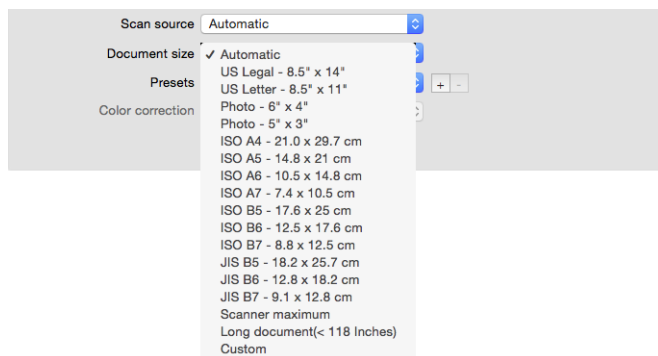 Scan source Automatic
Document size ✓ Automatic
US Legal - 8.5" x 14"
US Letter - 8.5" x 11"
Presets + -
Photo - 6" x 4"
Color correction
Photo - 5" x 3"
ISO A4 - 21.0 x 29.7 cm
ISO A5 - 14.8 x 21 cm
ISO A6 - 10.5 x 14.8 cm
ISO A7 - 7.4 x 10.5 cm
ISO B5 - 17.6 x 25 cm
ISO B6 - 12.5 x 17.6 cm
ISO B7 - 8.8 x 12.5 cm
JIS B5 - 18.2 x 25.7 cm
JIS B6 - 12.8 x 18.2 cm
JIS B7 - 9.1 x 12.8 cm
Scanner maximum
Long document(< 118 Inches)
Custom